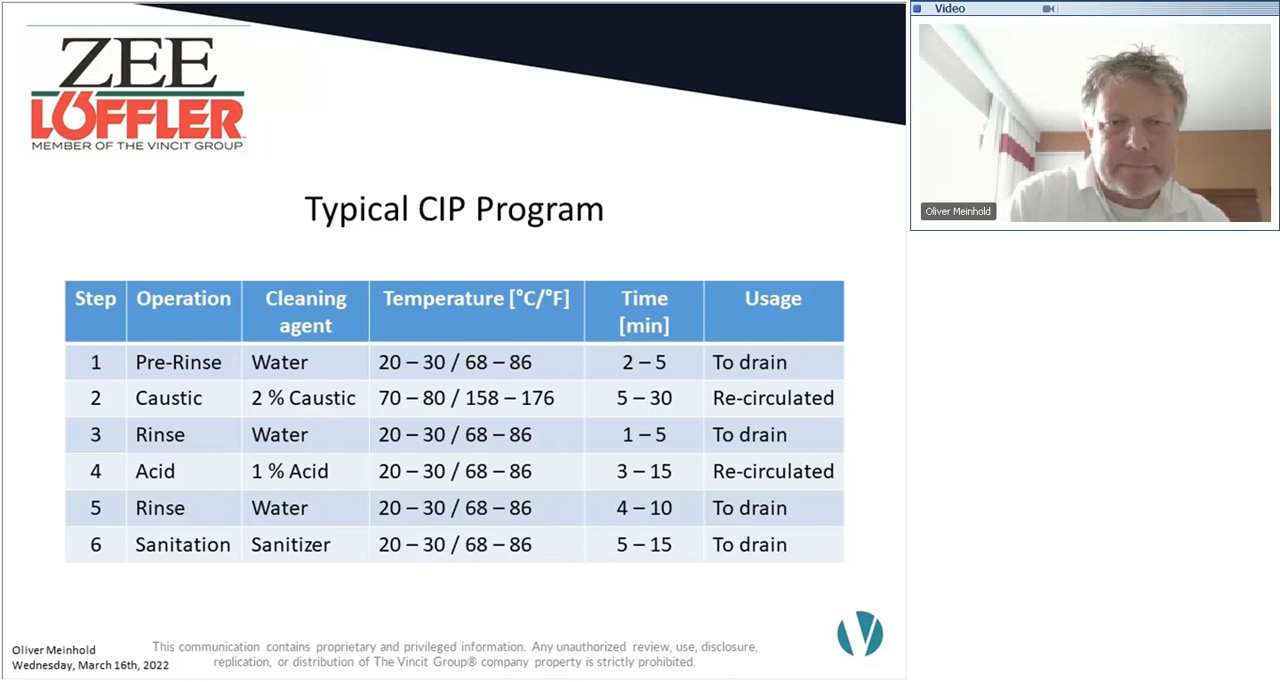 ZEE
LÖFFLER
MEMBER OF THE VINCIT GROUP
Typical CIP Program
Step Operation Cleaning agent Temperature [°C/°F] Time [min] Usage
1 Pre-Rinse Water 20 – 30 / 68 – 86 2 – 5 To drain
2 Caustic 2 % Caustic 70 – 80 / 158 – 176 5 – 30 Re-circulated
3 Rinse Water 20 – 30 / 68 – 86 1 – 5 To drain
4 Acid 1 % Acid 20 – 30 / 68 – 86 3 – 15 Re-circulated
5 Rinse Water 20 – 30 / 68 – 86 4 – 10 To drain
6 Sanitation Sanitizer 20 – 30 / 68 – 86 5 – 15 To drain
Oliver Meinhold
Wednesday, March 16th, 2022
This communication contains proprietary and privileged information. Any unauthorized review, use, disclosure,
replication, or distribution of The Vincit Group® company property is strictly prohibited.
Video
Oliver Meinhold